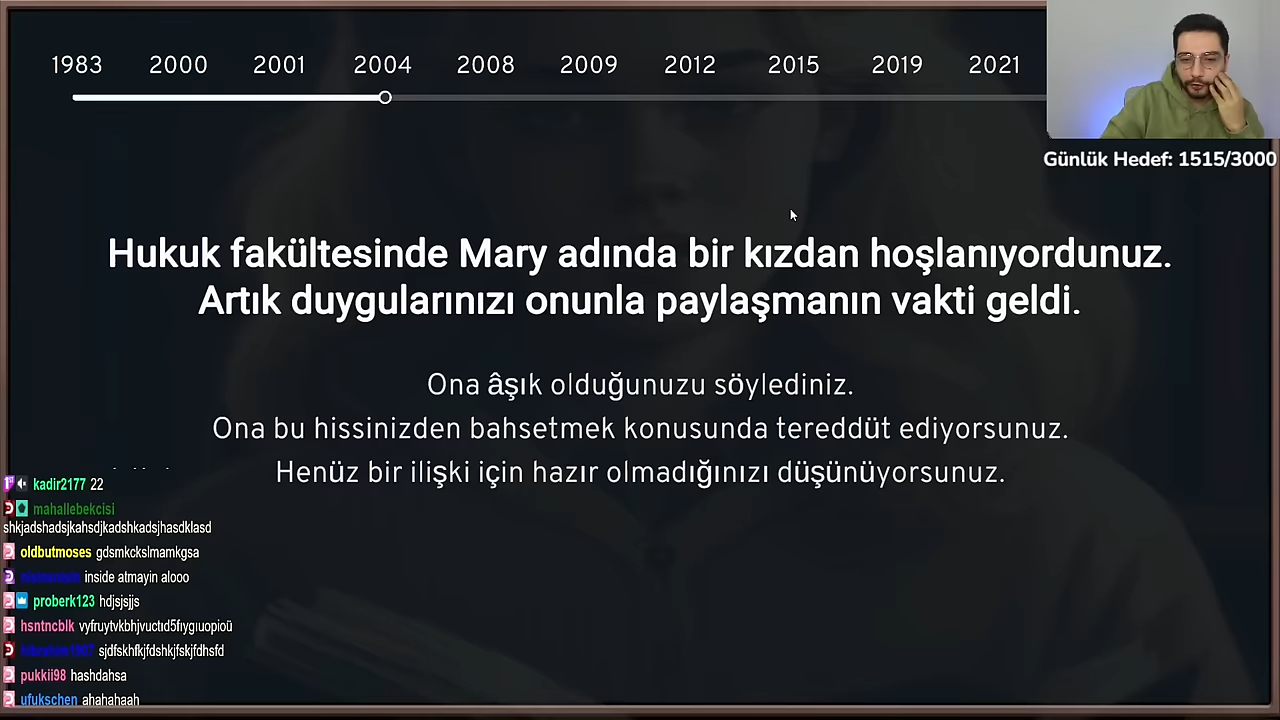 1983 2000 2001 2004 2008 2009 2012 2015 2019 2021
Günlük Hedef: 1515/3000
Hukuk fakültesinde Mary adında bir kızdan hoşlanıyordunuz.
Artık duygularınızı onunla paylaşmanın vakti geldi.
Ona âşık olduğunuzu söylediniz.
Ona bu hissinizden bahsetmek konusunda tereddüt ediyorsunuz.
Henüz bir ilişki için hazır olmadığınızı düşünüyorsunuz.
kadir2177 22
mahallebekcisi
shkjadshadsjkahsdjkadshkadsjhasdklasd
oldbutmoses gdsmkckslmamkgsa
inside atmayin alooo
proberk123 hdjsjsjjs
hsntncblk vyfruytvkbhjvuctıd5fıygıuopioü
sjdfskhfkjfdshkjfskjfdhsfd
pukkii98 hashdahsa
ufukschen ahahahaah